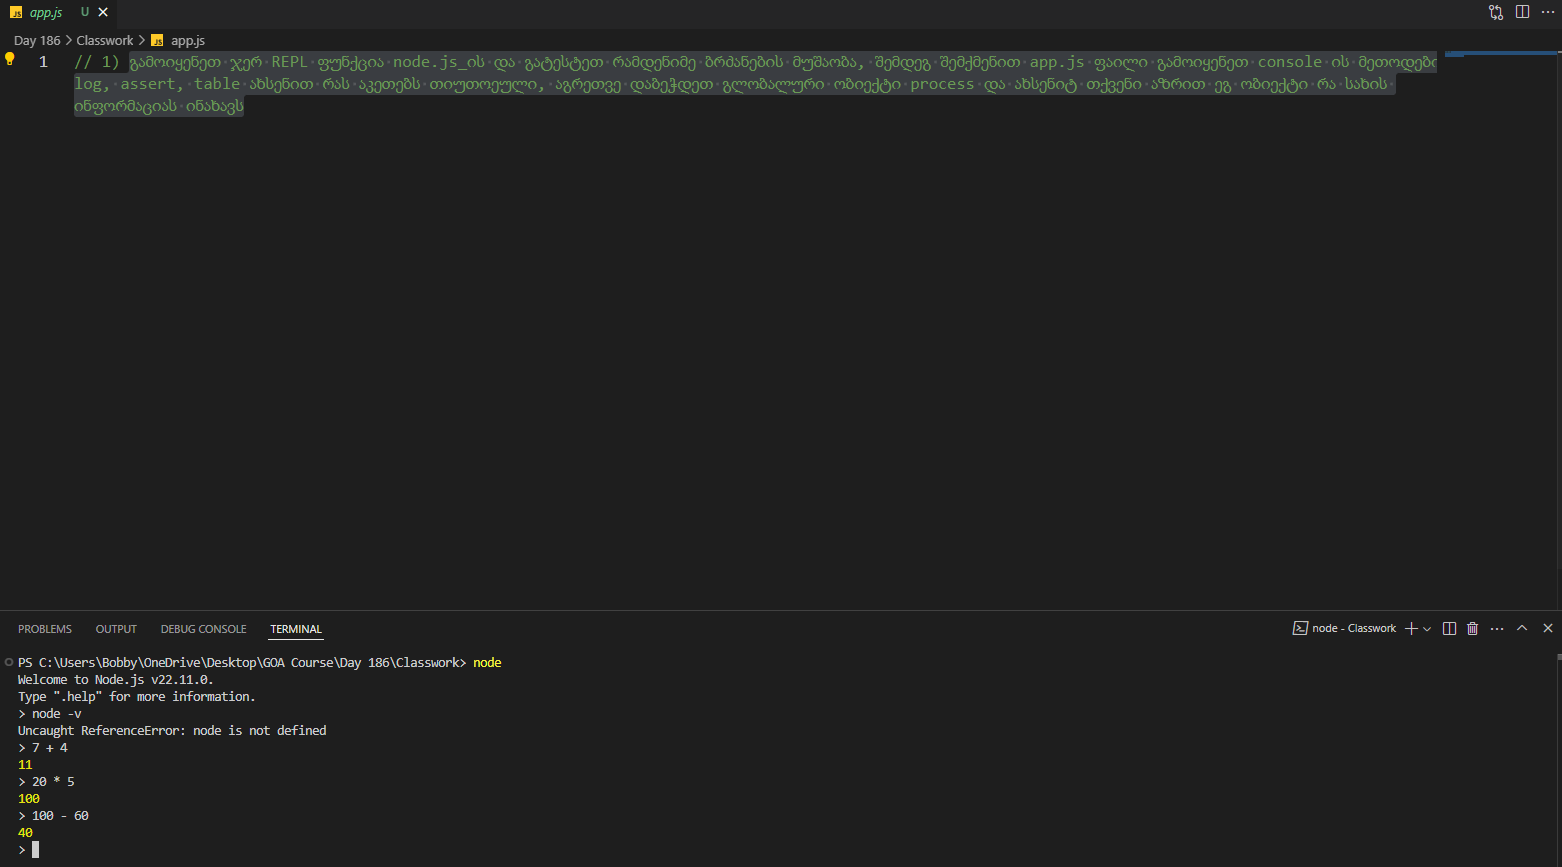 app.js U
Day 186 > Classwork > app.js
1 // 1) გამოიყენეთ ჯერ REPL ფუნქცია node.js_ის და გატესტეთ რამდენიმე ბრმანების მუშაობა, შემდეგ შემქმენით app.js ფაილი გამოიყენეთ console ის მეთოდები
log, assert, table ახსენით რას აკეთებს თიუთოეული, აგრეთვე დაბეჭდეთ გლობალური ობიექტი process და ახსენიტ თქვენი აზრით ეგ ობიექტი რა სახის
ინფორმაციას ინახავს
PROBLEMS OUTPUT DEBUG CONSOLE TERMINAL node - Classwork
PS C:\Users\Bobby\OneDrive\Desktop\GOA Course\Day 186\Classwork> node
Welcome to Node.js v22.11.0.
Type ".help" for more information.
> node -v
Uncaught ReferenceError: node is not defined
> 7 + 4
11
> 20 * 5
100
> 100 - 60
40
>